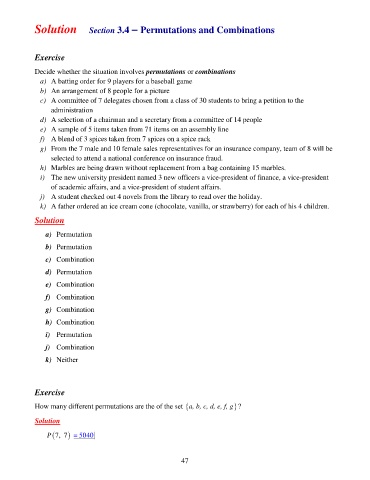 Solution Section 3.4 – Permutations and Combinations
Exercise
Decide whether the situation involves permutations or combinations
a) A batting order for 9 players for a baseball game
b) An arrangement of 8 people for a picture
c) A committee of 7 delegates chosen from a class of 30 students to bring a petition to the
administration
d) A selection of a chairman and a secretary from a committee of 14 people
e) A sample of 5 items taken from 71 items on an assembly line
f) A blend of 3 spices taken from 7 spices on a spice rack
g) From the 7 male and 10 female sales representatives for an insurance company, team of 8 will be
selected to attend a national conference on insurance fraud.
h) Marbles are being drawn without replacement from a bag containing 15 marbles.
i) The new university president named 3 new officers a vice-president of finance, a vice-president
of academic affairs, and a vice-president of student affairs.
j) A student checked out 4 novels from the library to read over the holiday.
k) A father ordered an ice cream cone (chocolate, vanilla, or strawberry) for each of his 4 children.
Solution
a) Permutation
b) Permutation
c) Combination
d) Permutation
e) Combination
f) Combination
g) Combination
h) Combination
i) Permutation
j) Combination
k) Neither
Exercise
How many different permutations are the of the set {a, b, c, d, e, f, g}?
Solution
P(7, 7) = 5040|
47